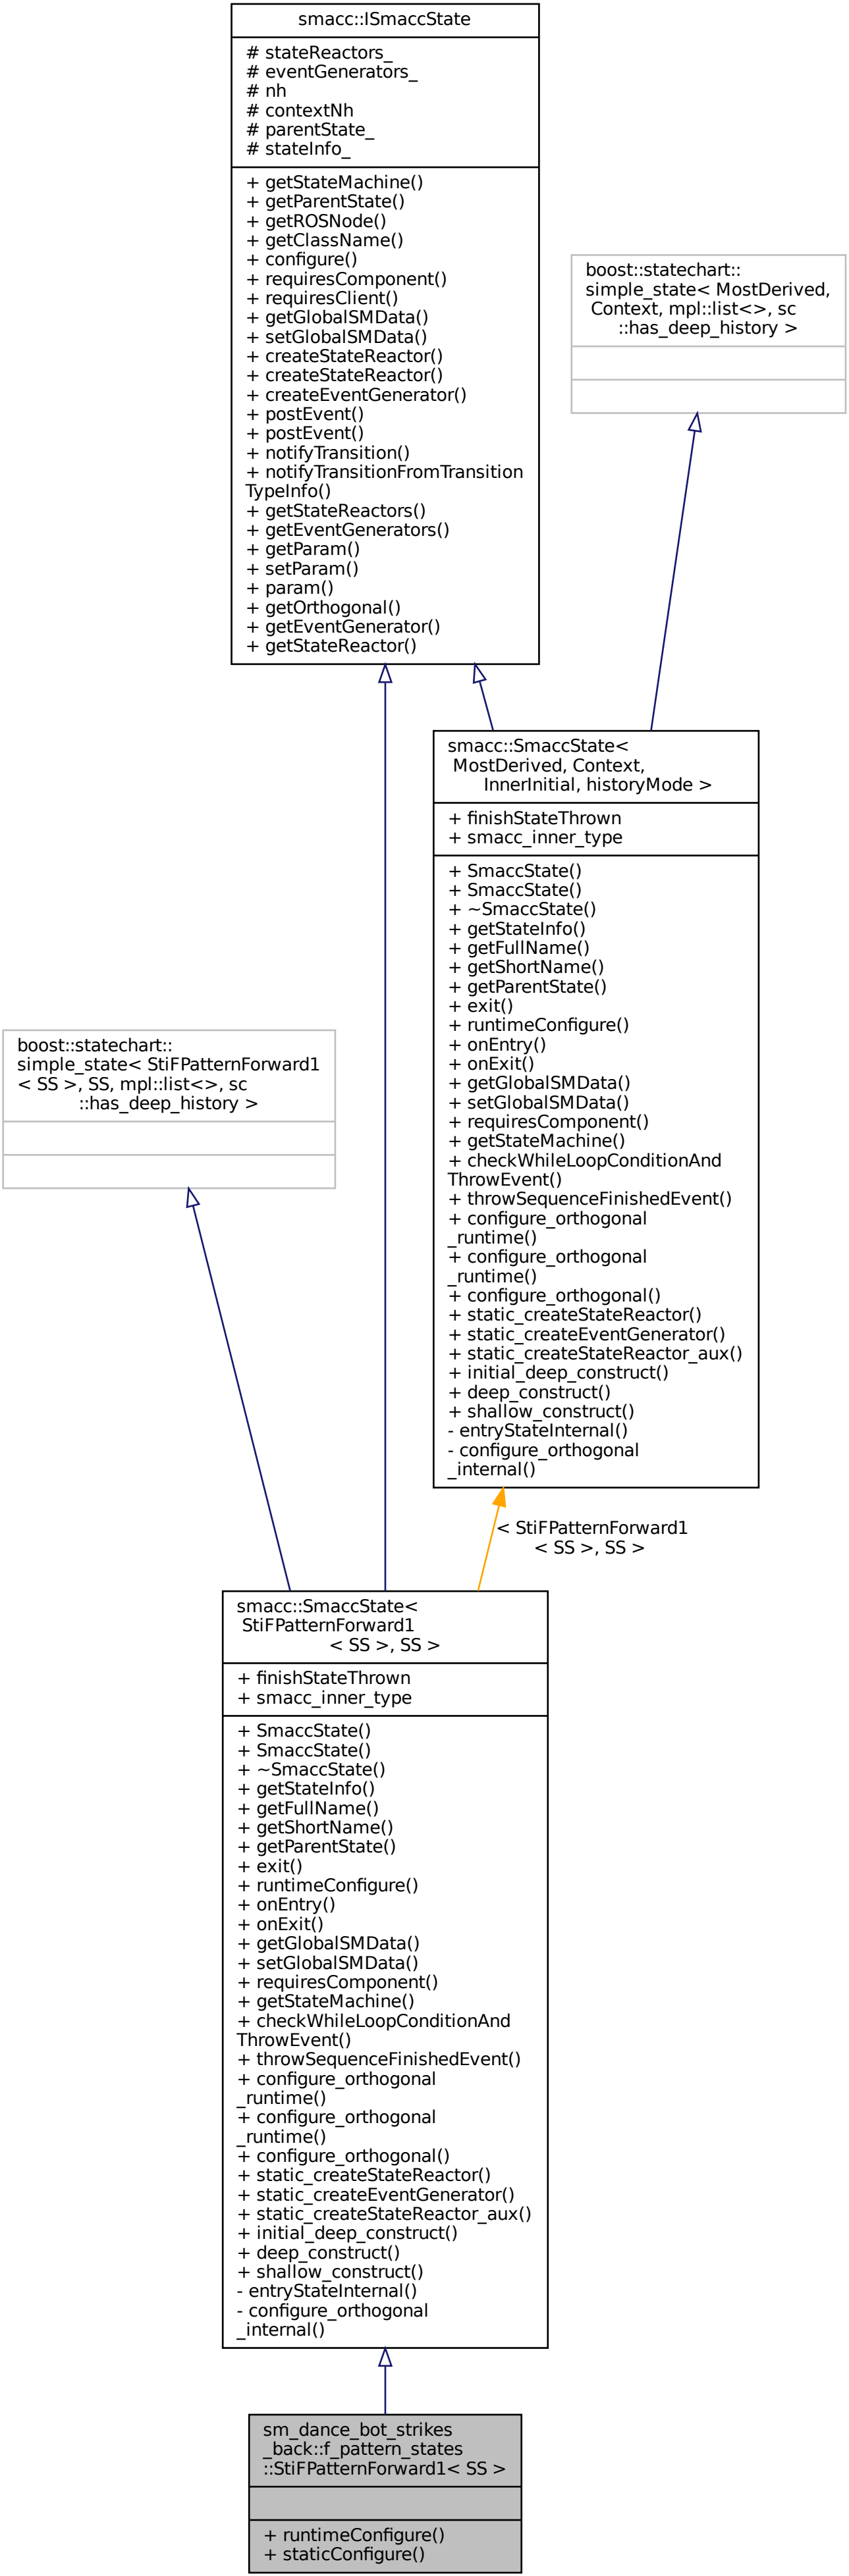 smacc::ISmaccState
# stateReactors_
# eventGenerators_
# nh
# contextNh
# parentState_
# stateInfo_
+ getStateMachine()
+ getParentState()
+ getROSNode()
+ getClassName()
+ configure()
+ requiresComponent()
+ requiresClient()
+ getGlobalSMData()
+ setGlobalSMData()
+ createStateReactor()
+ createStateReactor()
+ createEventGenerator()
+ postEvent()
+ postEvent()
+ notifyTransition()
+ notifyTransitionFromTransition
TypeInfo()
+ getStateReactors()
+ getEventGenerators()
+ getParam()
+ setParam()
+ param()
+ getOrthogonal()
+ getEventGenerator()
+ getStateReactor()
boost::statechart::
simple_state< MostDerived,
Context, mpl::list<>, sc
::has_deep_history >
smacc::SmaccState<
MostDerived, Context,
InnerInitial, historyMode >
+ finishStateThrown
+ smacc_inner_type
+ SmaccState()
+ SmaccState()
+ ~SmaccState()
+ getStateInfo()
+ getFullName()
+ getShortName()
+ getParentState()
+ exit()
+ runtimeConfigure()
+ onEntry()
+ onExit()
+ getGlobalSMData()
+ setGlobalSMData()
+ requiresComponent()
+ getStateMachine()
+ checkWhileLoopConditionAnd
ThrowEvent()
+ throwSequenceFinishedEvent()
+ configure_orthogonal
_runtime()
+ configure_orthogonal
_runtime()
+ configure_orthogonal()
+ static_createStateReactor()
+ static_createEventGenerator()
+ static_createStateReactor_aux()
+ initial_deep_construct()
+ deep_construct()
+ shallow_construct()
- entryStateInternal()
- configure_orthogonal
_internal()
boost::statechart::
simple_state< StiFPatternForward1
< SS >, SS, mpl::list<>, sc
::has_deep_history >
< StiFPatternForward1
< SS >, SS >
smacc::SmaccState<
StiFPatternForward1
< SS >, SS >
+ finishStateThrown
+ smacc_inner_type
+ SmaccState()
+ SmaccState()
+ ~SmaccState()
+ getStateInfo()
+ getFullName()
+ getShortName()
+ getParentState()
+ exit()
+ runtimeConfigure()
+ onEntry()
+ onExit()
+ getGlobalSMData()
+ setGlobalSMData()
+ requiresComponent()
+ getStateMachine()
+ checkWhileLoopConditionAnd
ThrowEvent()
+ throwSequenceFinishedEvent()
+ configure_orthogonal
_runtime()
+ configure_orthogonal
_runtime()
+ configure_orthogonal()
+ static_createStateReactor()
+ static_createEventGenerator()
+ static_createStateReactor_aux()
+ initial_deep_construct()
+ deep_construct()
+ shallow_construct()
- entryStateInternal()
- configure_orthogonal
_internal()
sm_dance_bot_strikes
_back::f_pattern_states
::StiFPatternForward1< SS >
+ runtimeConfigure()
+ staticConfigure()